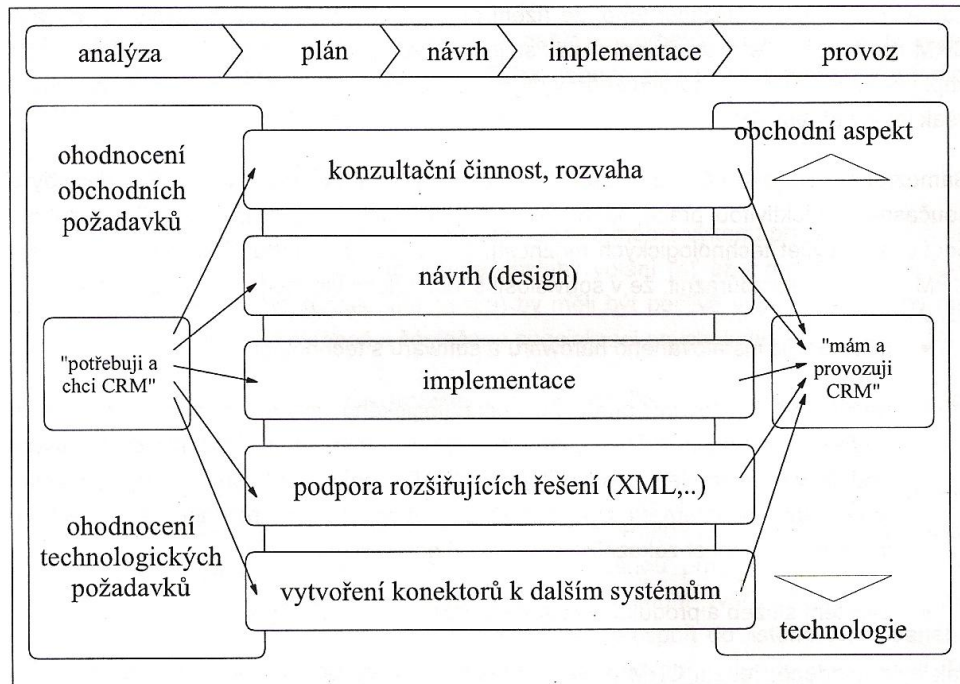 analýza plán návrh implementace provoz
ohodnocení
obchodních
požadavků
"potřebuji a
chci CRM"
ohodnocení
technologických
požadavků
konzultační činnost, rozvaha
návrh (design)
implementace
podpora rozšiřujících řešení (XML,..)
vytvoření konektorů k dalším systémům
obchodní aspekt
"mám a
provozuji
CRM"
technologie